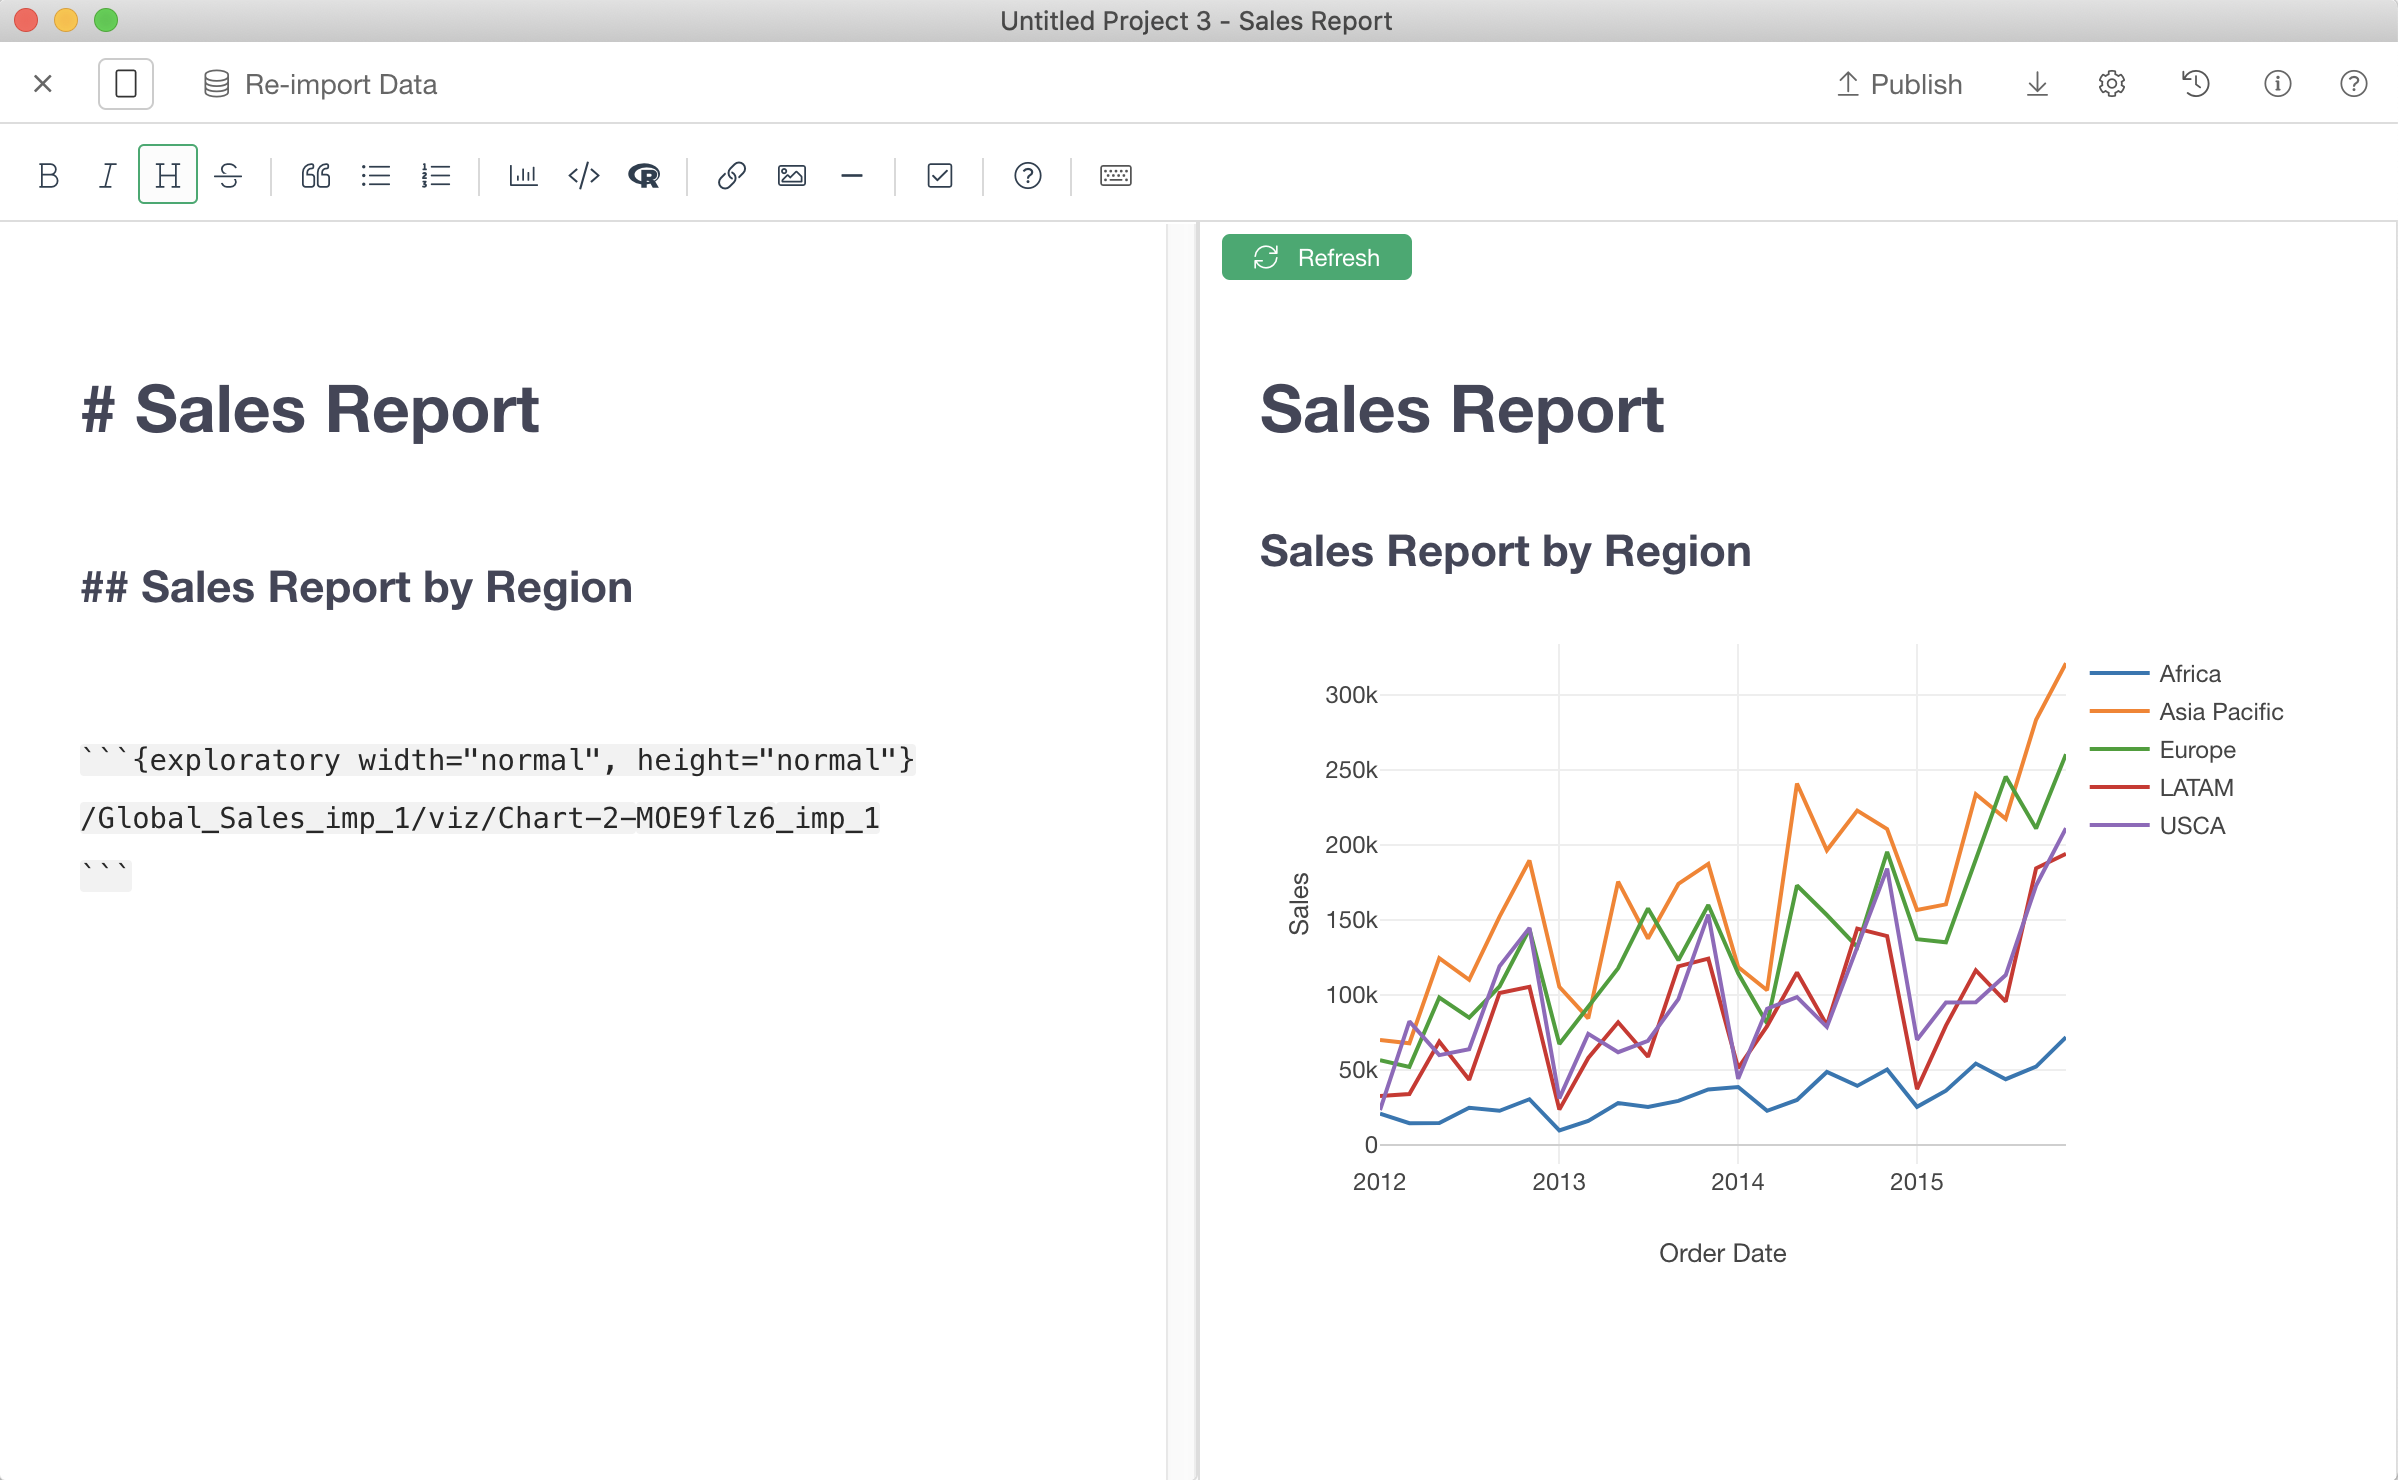 Untitled Project 3 - Sales Report
Re-import Data
Publish
B I H S
Refresh
# Sales Report
## Sales Report by Region
```{exploratory width="normal", height="normal"}
/Global_Sales_imp_1/viz/Chart-2-MOE9flz6_imp_1
```
Sales Report
Sales Report by Region
300k
250k
200k
150k
100k
50k
0
Sales
2012 2013 2014 2015
Order Date
Africa
Asia Pacific
Europe
LATAM
USCA